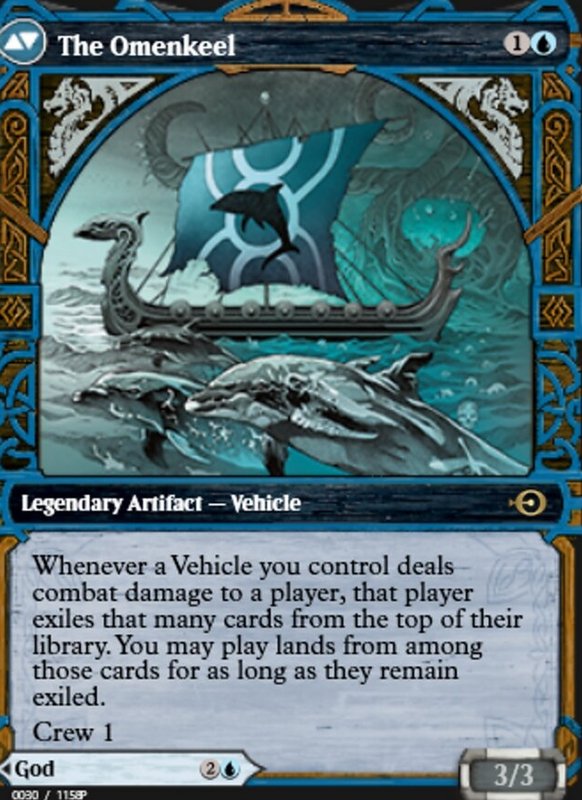 The Omenkeel
1
Legendary Artifact — Vehicle
Whenever a Vehicle you control deals
combat damage to a player, that player
exiles that many cards from the top of their
library. You may play lands from among
those cards for as long as they remain
exiled.
Crew 1
God 2
3/3
0030 / 1158P